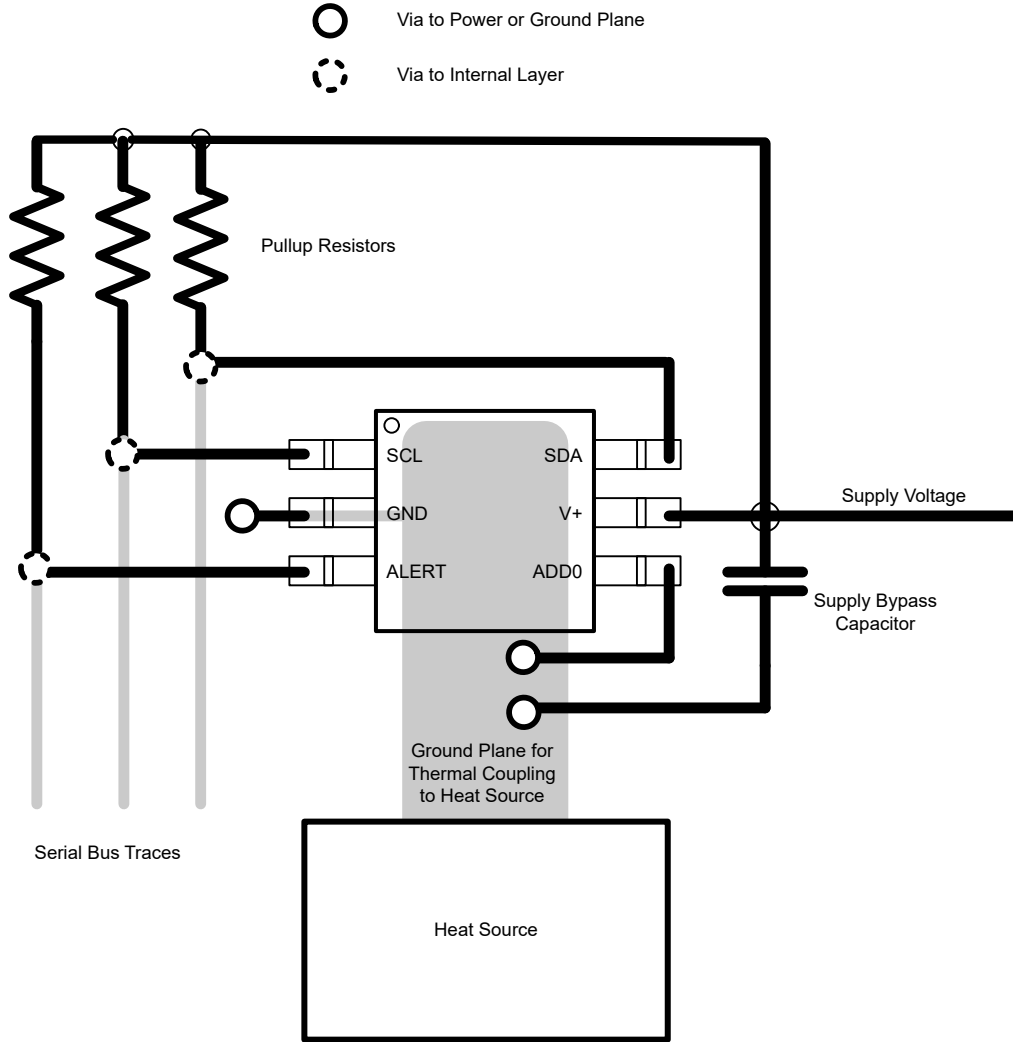 Via to Power or Ground Plane
Via to Internal Layer
Pullup Resistors
SCL
SDA
GND
V+
ALERT
ADD0
Supply Voltage
Supply Bypass
Capacitor
Ground Plane for
Thermal Coupling
to Heat Source
Serial Bus Traces
Heat Source